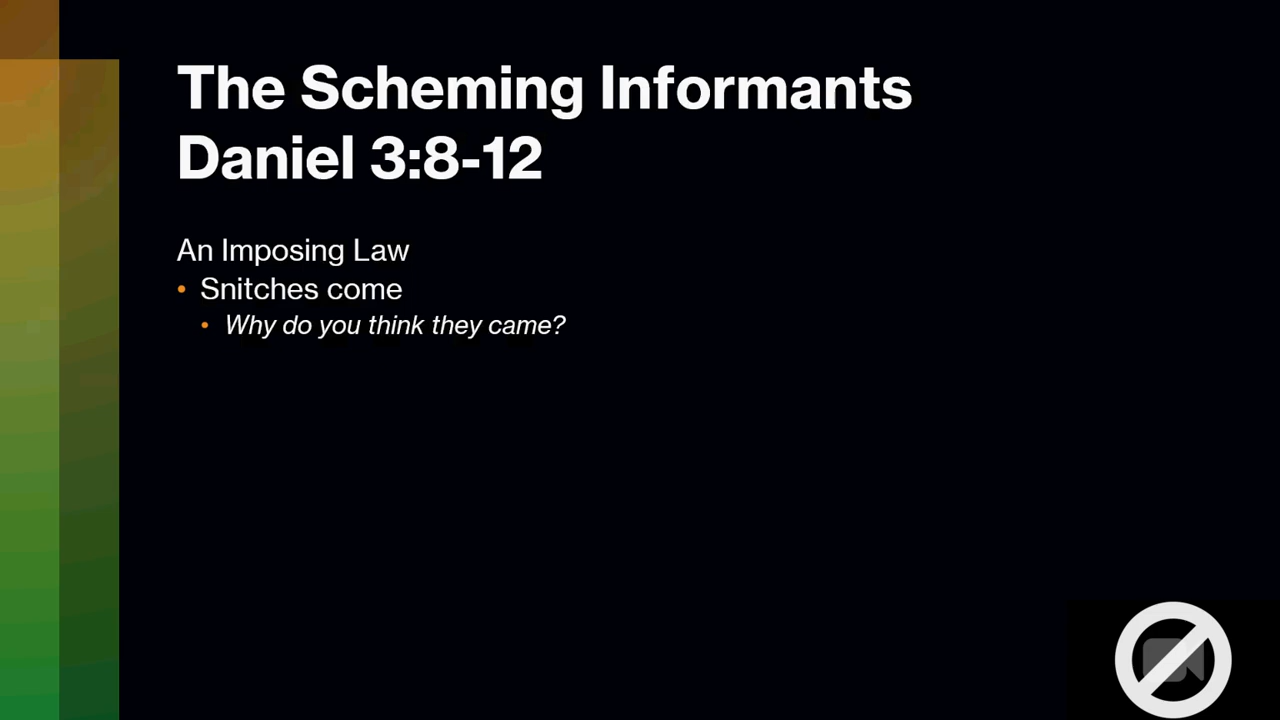 The Scheming Informants
Daniel 3:8-12
An Imposing Law
• Snitches come
• Why do you think they came?